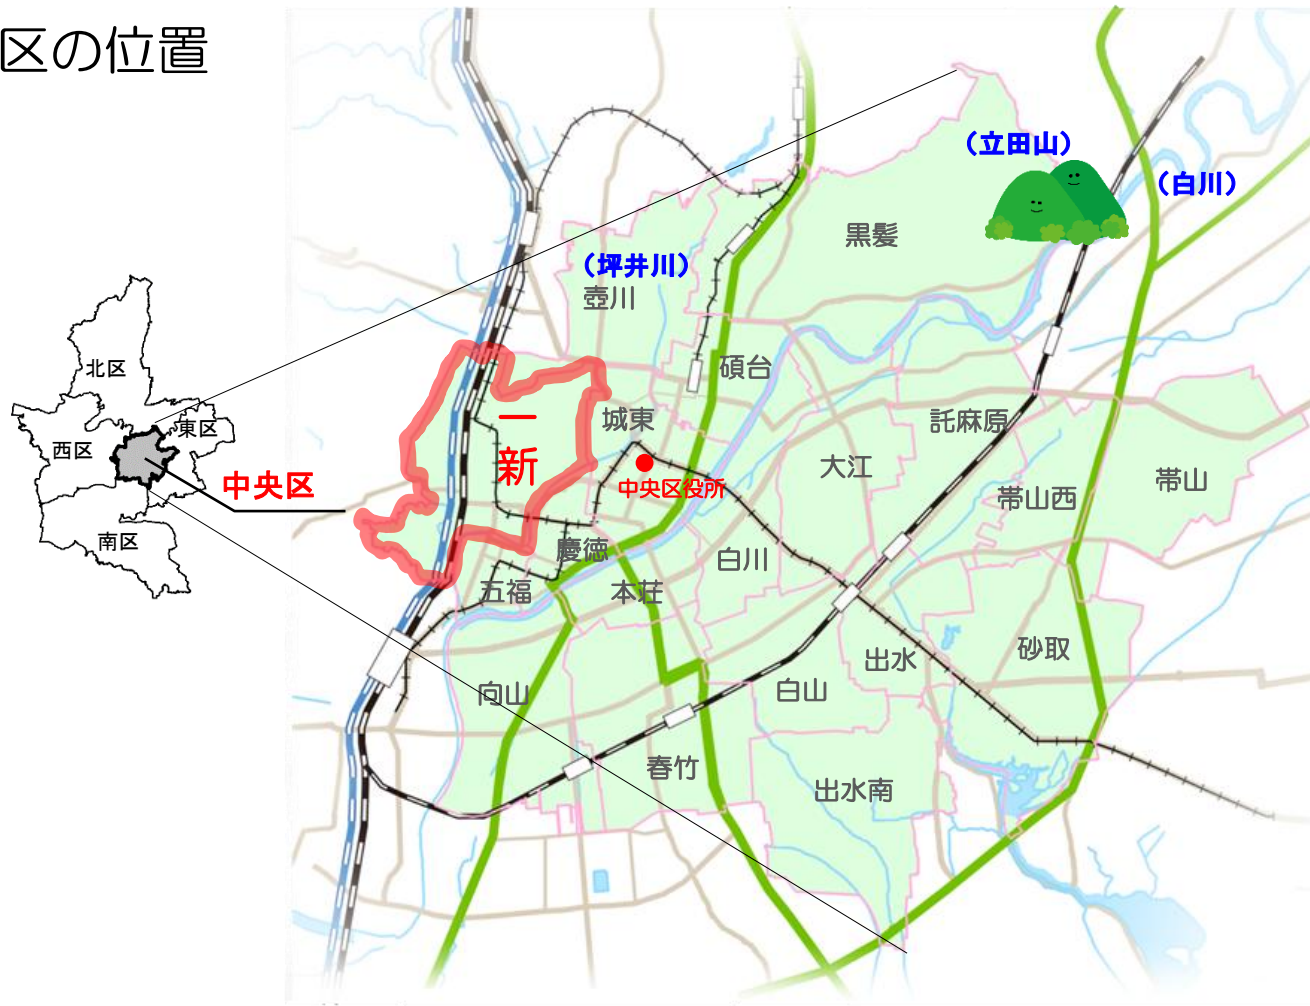 区の位置
（立田山）
（白川）
黒髪
（坪井川）
壺川
北区
碩台
東区
城東
託麻原
西区
一新
大江
帯山
中央区
中央区役所
帯山西
南区
慶徳
白川
五福
本荘
砂取
出水
向山
白山
春竹
出水南